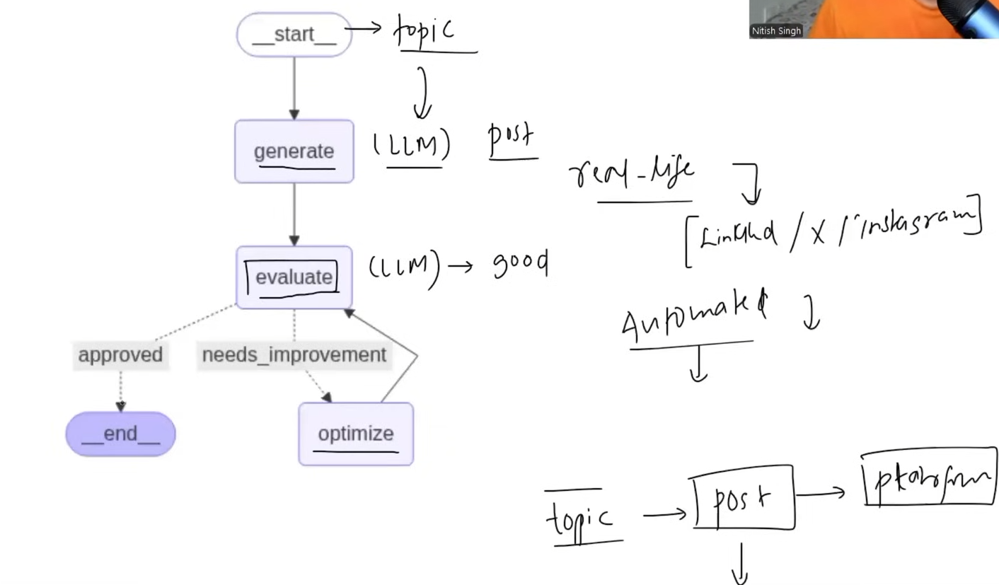 __start__ → topic
Nitish Singh
generate (LLM) post
real-life
[LinkedIn / X / Instagram]
evaluate (LLM) → good
Automated
approved
needs_improvement
__end__
optimize
topic → post → platform